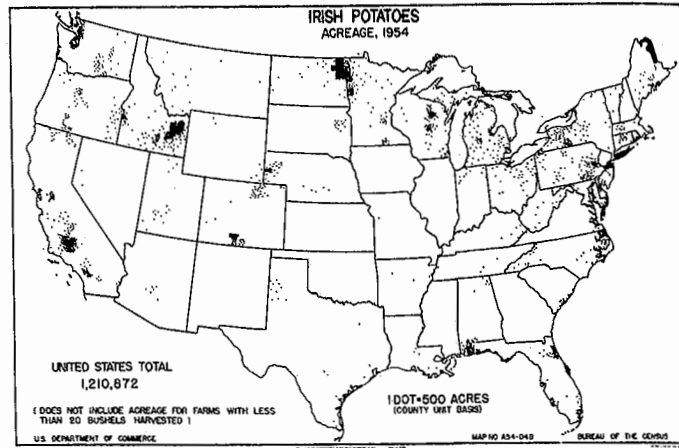 IRISH POTATOES
ACREAGE, 1954
UNITED STATES TOTAL
1,210,872
( DOES NOT INCLUDE ACREAGE FOR FARMS WITH LESS
THAN 20 BUSHELS HARVESTED )
1 DOT=500 ACRES
(COUNTY UNIT BASIS)
U.S. DEPARTMENT OF COMMERCE
MAP NO A54-048
BUREAU OF THE CENSUS